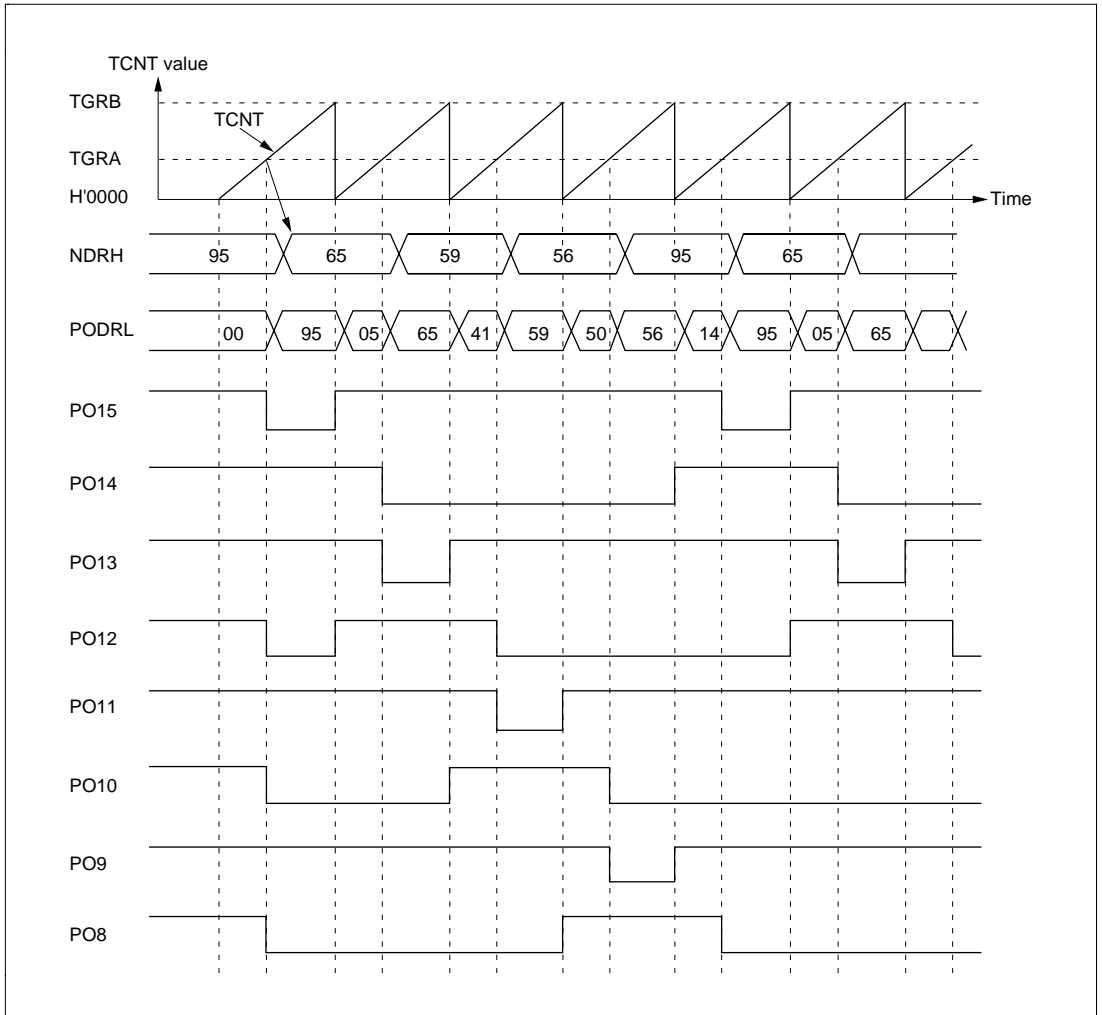 TCNT value
TGRB
TCNT
TGRA
H'0000
Time
NDRH 95 65 59 56 95 65
PODRL 00 95 05 65 41 59 50 56 14 95 05 65
PO15
PO14
PO13
PO12
PO11
PO10
PO9
PO8